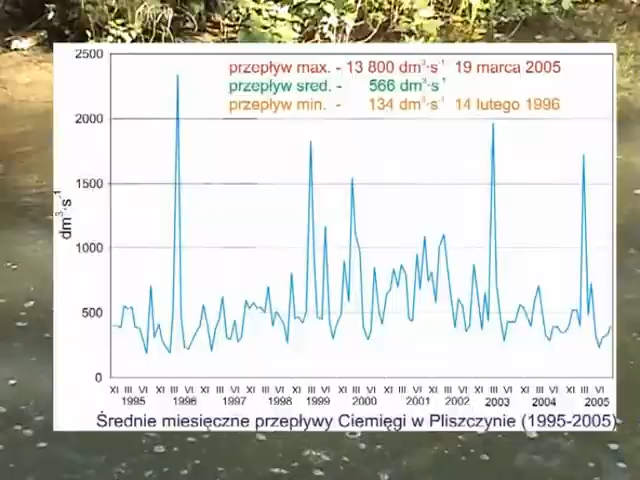 2500
przepływ max. - 13 800 dm³·s⁻¹ 19 marca 2005
przepływ sred. - 566 dm³·s⁻¹
przepływ min. - 134 dm³·s⁻¹ 14 lutego 1996
2000
1500
dm³·s⁻¹
1000
500
0
XI III VI XI III VI XI III VI XI III VI XI III VI XI III VI XI III VI XI III VI XI III VI XI III VI XI III VI
1995 1996 1997 1998 1999 2000 2001 2002 2003 2004 2005
Średnie miesięczne przepływy Ciemięgi w Pliszczynie (1995-2005)